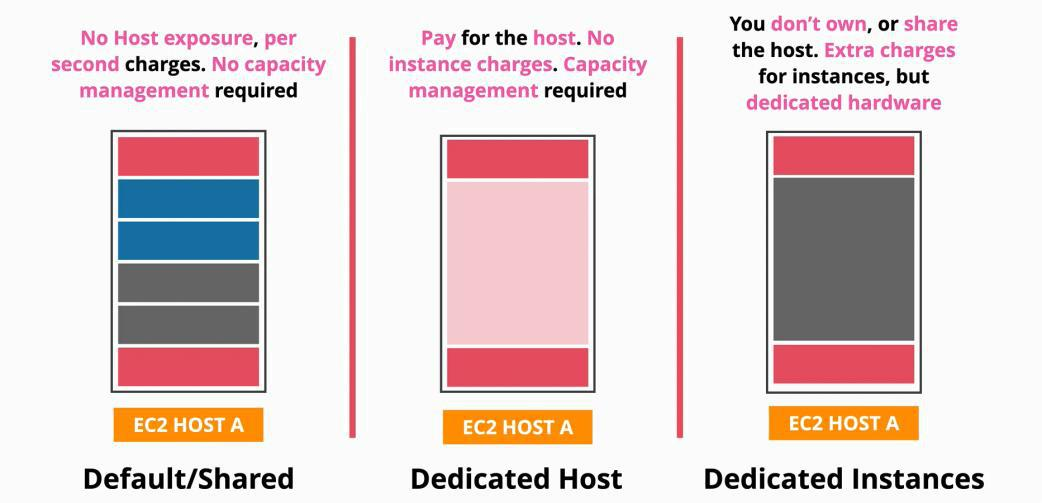 No Host exposure, per
second charges. No capacity
management required
EC2 HOST A
Default/Shared
Pay for the host. No
instance charges. Capacity
management required
EC2 HOST A
Dedicated Host
You don’t own, or share
the host. Extra charges
for instances, but
dedicated hardware
EC2 HOST A
Dedicated Instances